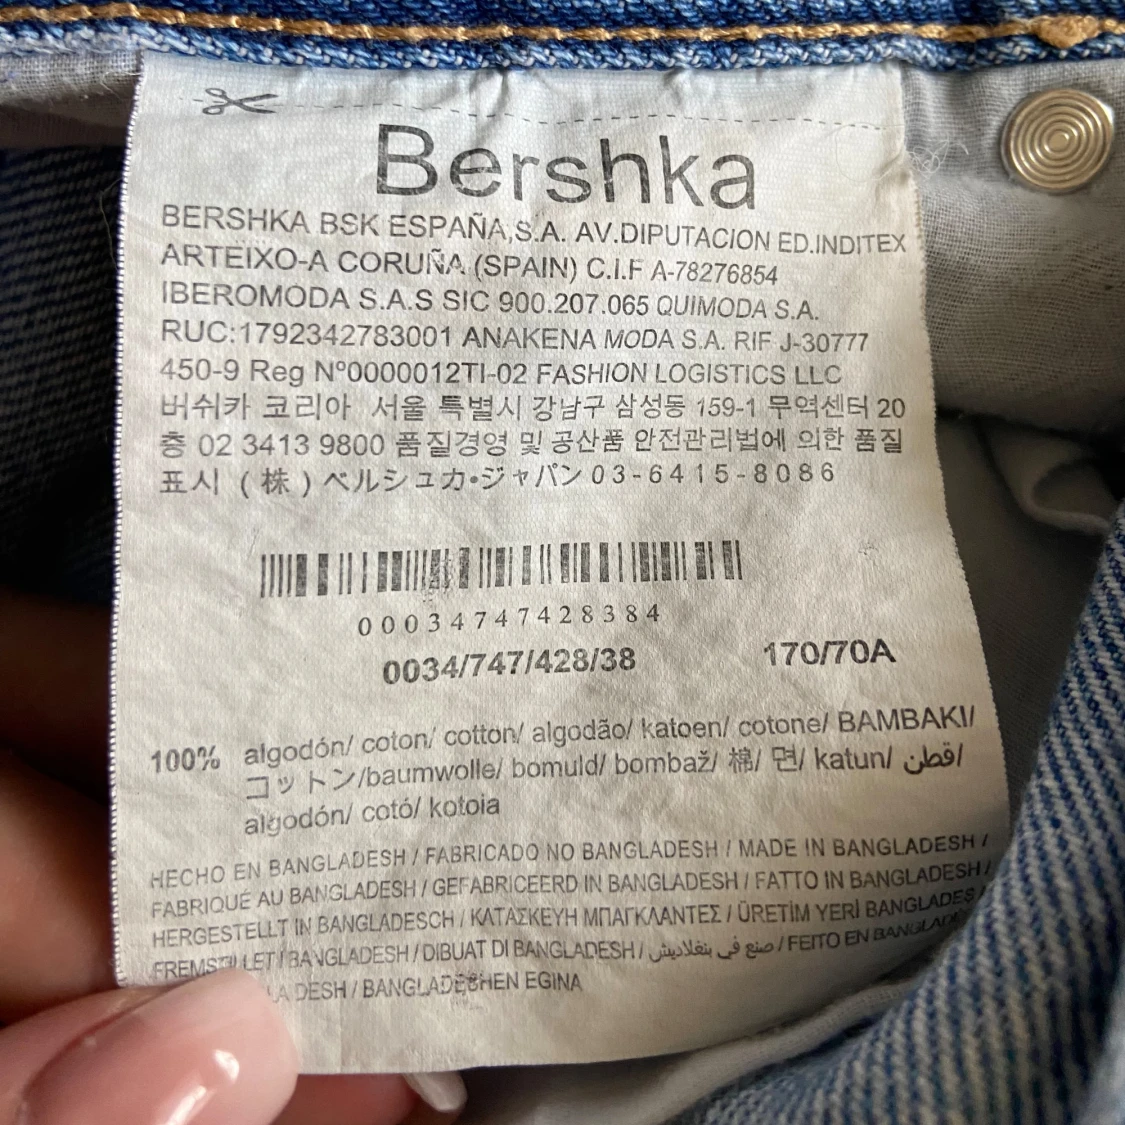 Bershka
BERSHKA BSK ESPAÑA,S.A. AV.DIPUTACION ED.INDITEX
ARTEIXO-A CORUÑA (SPAIN) C.I.F A-78276854
IBEROMODA S.A.S SIC 900.207.065 QUIMODA S.A.
RUC:1792342783001 ANAKENA MODA S.A. RIF J-30777
450-9 Reg Nº0000012TI-02 FASHION LOGISTICS LLC
버쉬카 코리아 서울 특별시 강남구 삼성동 159-1 무역센터 20
층 02 3413 9800 품질경영 및 공산품 안전관리법에 의한 품질
표시 (株) ベルシュカ•ジャパン 03-6415-8086
0003474742838​4
0034/747/428/38 170/70A
100% algodón/ coton/ cotton/ algodão/ katoen/ cotone/ BAMBAKI/
コットン/baumwolle/ bomuld/ bombaž/ 棉/ 면/ katun/ قطن/
algodón/ cotó/ kotoia
HECHO EN BANGLADESH / FABRICADO NO BANGLADESH / MADE IN BANGLADESH /
FABRIQUÉ AU BANGLADESH / GEFABRICEERD IN BANGLADESH / FATTO IN BANGLADESH /
HERGESTELLT IN BANGLADESCH / ΚΑΤΑΣΚΕΥΗ ΜΠΑΓΚΛΑΝΤΕΣ / ÜRETİM YERİ BANGLADES /
FREMSTILLET I BANGLADESH / DIBUAT DI BANGLADESH / صنع في بنغلاديش / FEITO EN
DESH / BANGLADESHEN EGINA